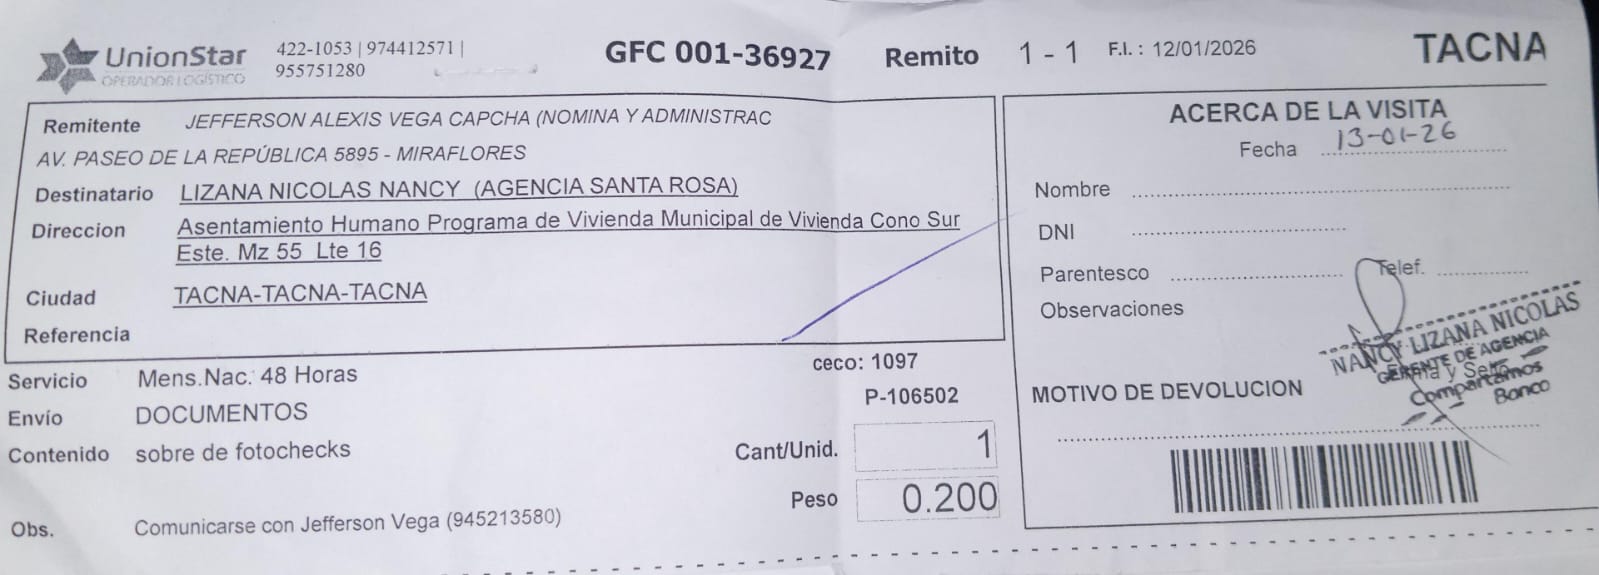 UnionStar
OPERADOR LOGÍSTICO
422-1053 | 974412571 |
955751280
GFC 001-36927
Remito 1 - 1
F.I. : 12/01/2026
TACNA
Remitente JEFFERSON ALEXIS VEGA CAPCHA (NOMINA Y ADMINISTRAC
AV. PASEO DE LA REPÚBLICA 5895 - MIRAFLORES
Destinatario LIZANA NICOLAS NANCY (AGENCIA SANTA ROSA)
Direccion Asentamiento Humano Programa de Vivienda Municipal de Vivienda Cono Sur
Este. Mz 55 Lte 16
Ciudad TACNA-TACNA-TACNA
Referencia
Servicio Mens.Nac. 48 Horas
Envío DOCUMENTOS
Contenido sobre de fotochecks
Obs. Comunicarse con Jefferson Vega (945213580)
ceco: 1097
P-106502
Cant/Unid. 1
Peso 0.200
ACERCA DE LA VISITA
Fecha 13-01-26
Nombre
DNI
Parentesco Telef.
Observaciones
NANCY LIZANA NICOLAS
GERENTE DE AGENCIA
Firma y Sello
Compartamos
Banco
MOTIVO DE DEVOLUCION